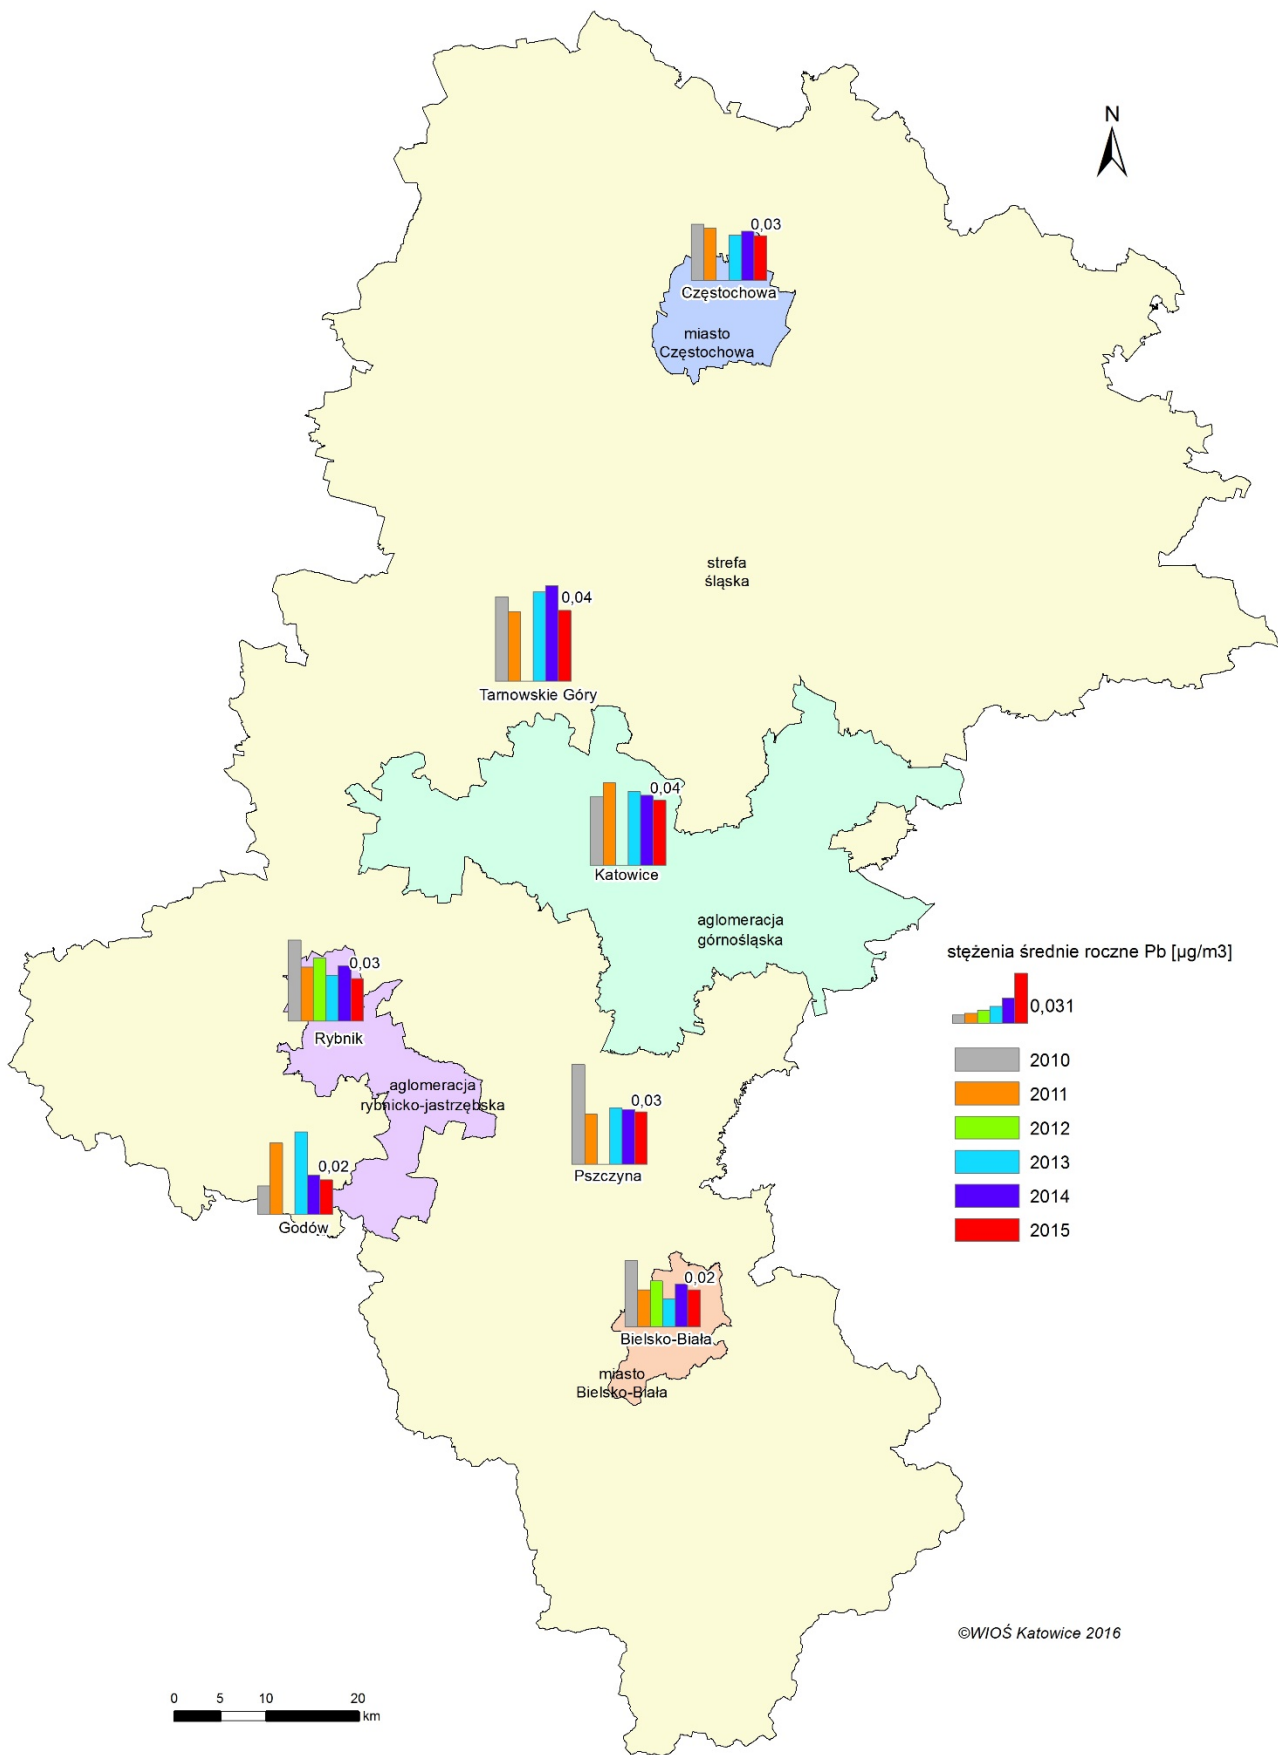 N
0,03
Częstochowa
miasto
Częstochowa
strefa
śląska
0,04
Tarnowskie Góry
0,04
Katowice
aglomeracja
górnośląska
stężenia średnie roczne Pb [µg/m3]
0,031
2010
2011
2012
2013
2014
2015
0,03
Rybnik
aglomeracja
rybnicko-jastrzębska
0,03
Pszczyna
0,02
Godów
0,02
Bielsko-Biała
miasto
Bielsko-Biała
©WIOŚ Katowice 2016
0 5 10 20
km